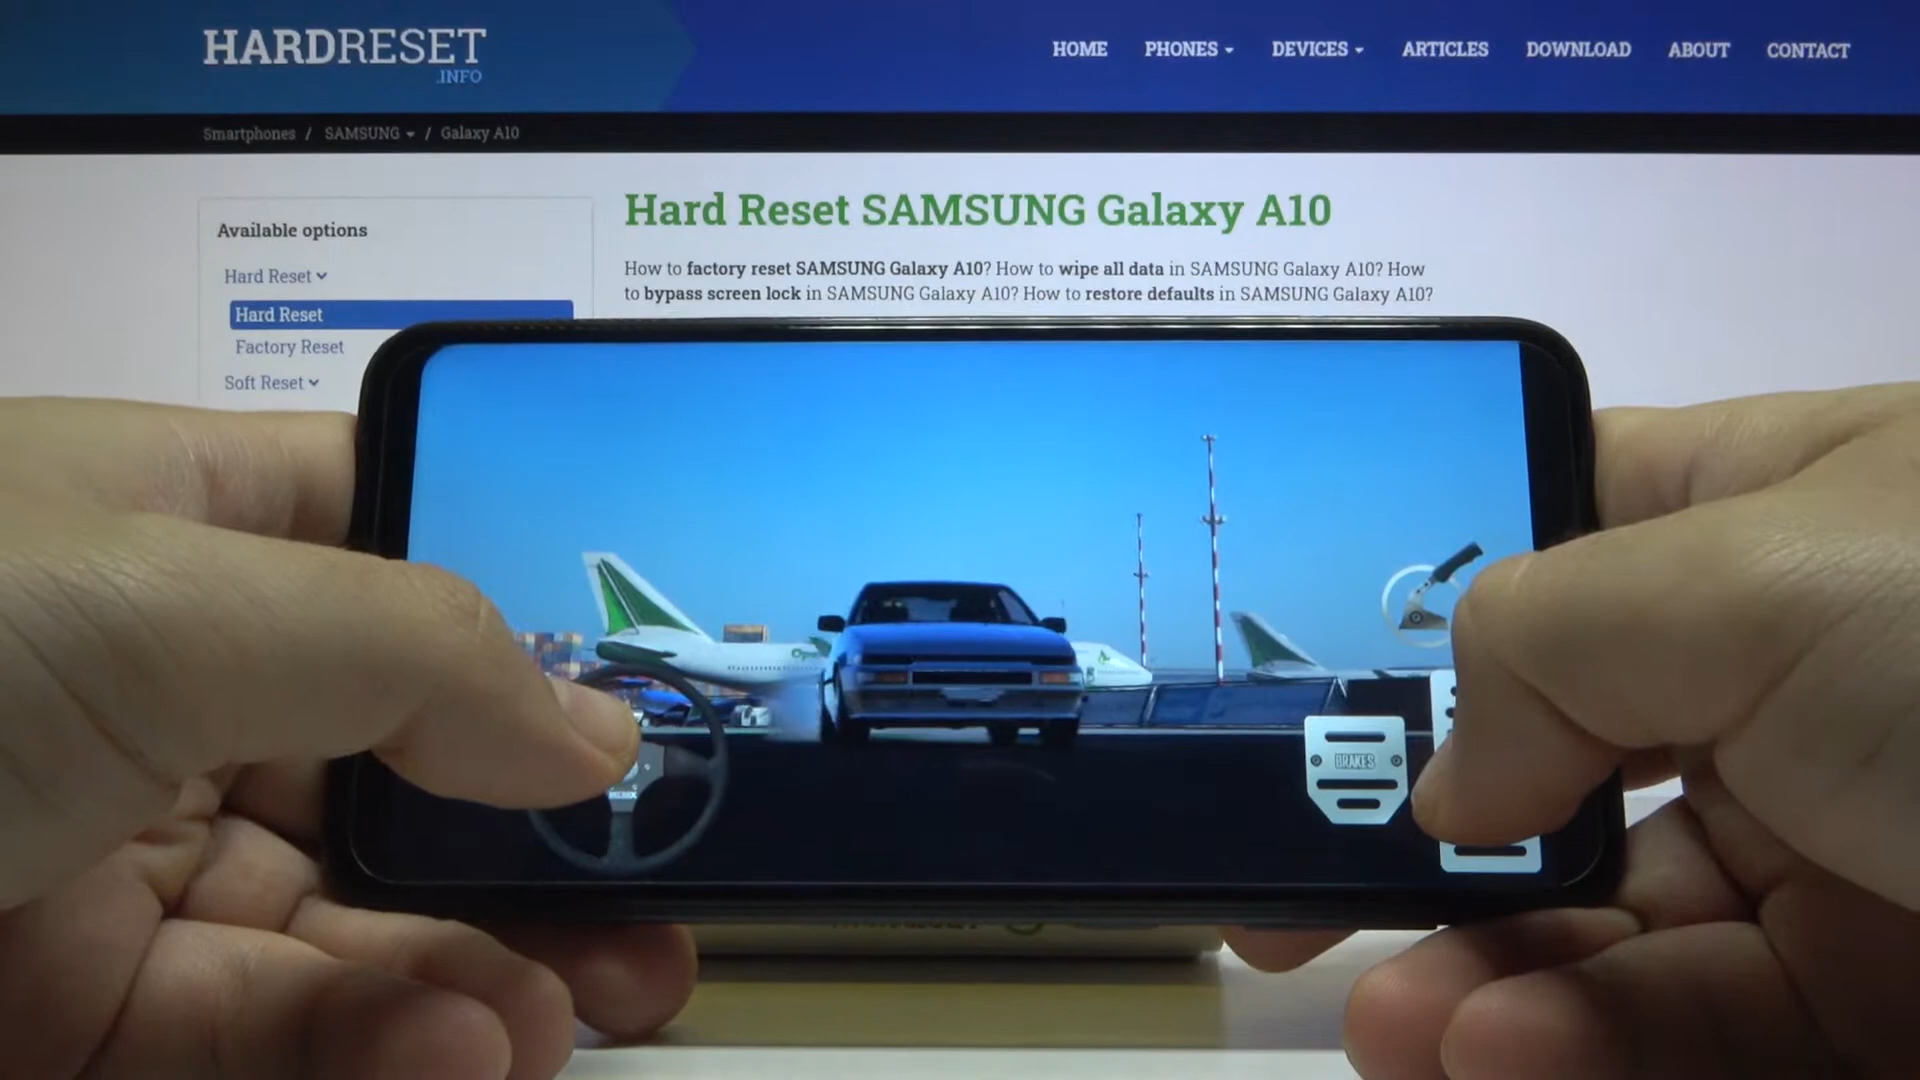 HARDRESET
.INFO
HOME PHONES DEVICES ARTICLES DOWNLOAD ABOUT CONTACT
Smartphones / SAMSUNG / Galaxy A10
Available options
Hard Reset
Hard Reset
Factory Reset
Soft Reset
Hard Reset SAMSUNG Galaxy A10
How to factory reset SAMSUNG Galaxy A10? How to wipe all data in SAMSUNG Galaxy A10? How
to bypass screen lock in SAMSUNG Galaxy A10? How to restore defaults in SAMSUNG Galaxy A10?
BRAKES